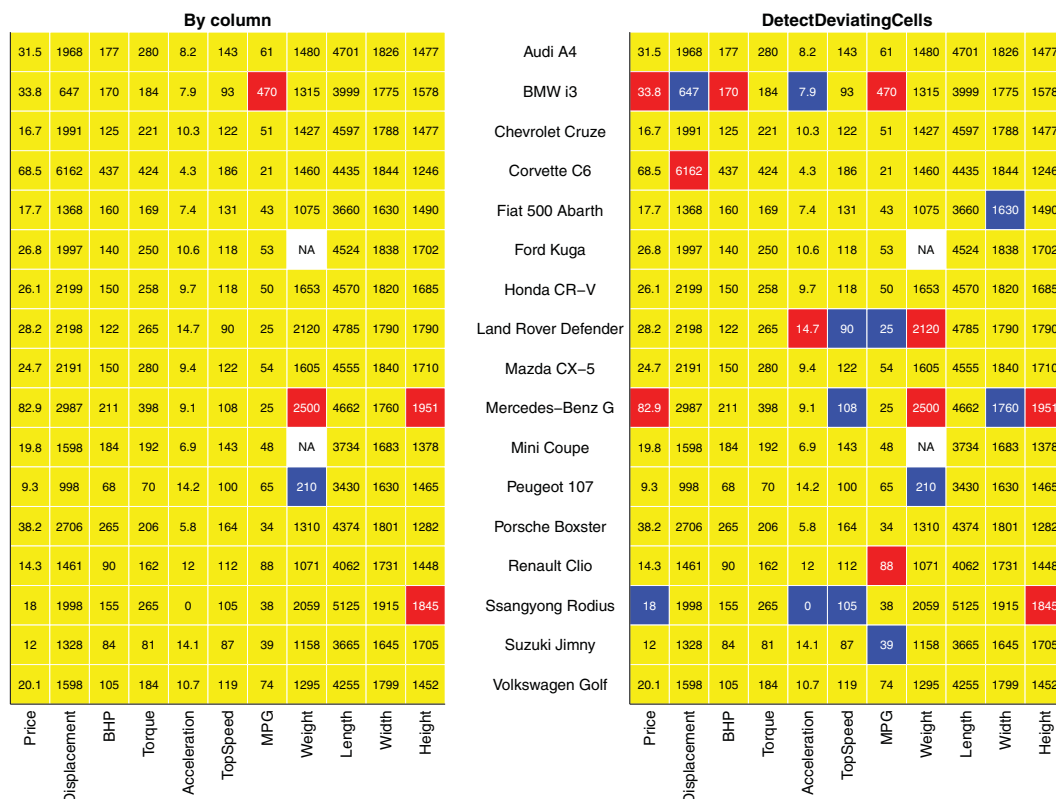 By column DetectDeviatingCells
31.5 1968 177 280 8.2 143 61 1480 4701 1826 1477 Audi A4 31.5 1968 177 280 8.2 143 61 1480 4701 1826 1477
33.8 647 170 184 7.9 93 470 1315 3999 1775 1578 BMW i3 33.8 647 170 184 7.9 93 470 1315 3999 1775 1578
16.7 1991 125 221 10.3 122 51 1427 4597 1788 1477 Chevrolet Cruze 16.7 1991 125 221 10.3 122 51 1427 4597 1788 1477
68.5 6162 437 424 4.3 186 21 1460 4435 1844 1246 Corvette C6 68.5 6162 437 424 4.3 186 21 1460 4435 1844 1246
17.7 1368 160 169 7.4 131 43 1075 3660 1630 1490 Fiat 500 Abarth 17.7 1368 160 169 7.4 131 43 1075 3660 1630 1490
26.8 1997 140 250 10.6 118 53 NA 4524 1838 1702 Ford Kuga 26.8 1997 140 250 10.6 118 53 NA 4524 1838 1702
26.1 2199 150 258 9.7 118 50 1653 4570 1820 1685 Honda CR−V 26.1 2199 150 258 9.7 118 50 1653 4570 1820 1685
28.2 2198 122 265 14.7 90 25 2120 4785 1790 1790 Land Rover Defender 28.2 2198 122 265 14.7 90 25 2120 4785 1790 1790
24.7 2191 150 280 9.4 122 54 1605 4555 1840 1710 Mazda CX−5 24.7 2191 150 280 9.4 122 54 1605 4555 1840 1710
82.9 2987 211 398 9.1 108 25 2500 4662 1760 1951 Mercedes−Benz G 82.9 2987 211 398 9.1 108 25 2500 4662 1760 1951
19.8 1598 184 192 6.9 143 48 NA 3734 1683 1378 Mini Coupe 19.8 1598 184 192 6.9 143 48 NA 3734 1683 1378
9.3 998 68 70 14.2 100 65 210 3430 1630 1465 Peugeot 107 9.3 998 68 70 14.2 100 65 210 3430 1630 1465
38.2 2706 265 206 5.8 164 34 1310 4374 1801 1282 Porsche Boxster 38.2 2706 265 206 5.8 164 34 1310 4374 1801 1282
14.3 1461 90 162 12 112 88 1071 4062 1731 1448 Renault Clio 14.3 1461 90 162 12 112 88 1071 4062 1731 1448
18 1998 155 265 0 105 38 2059 5125 1915 1845 Ssangyong Rodius 18 1998 155 265 0 105 38 2059 5125 1915 1845
12 1328 84 81 14.1 87 39 1158 3665 1645 1705 Suzuki Jimny 12 1328 84 81 14.1 87 39 1158 3665 1645 1705
20.1 1598 105 184 10.7 119 74 1295 4255 1799 1452 Volkswagen Golf 20.1 1598 105 184 10.7 119 74 1295 4255 1799 1452
Price Displacement BHP Torque Acceleration TopSpeed MPG Weight Length Width Height Price Displacement BHP Torque Acceleration TopSpeed MPG Weight Length Width Height